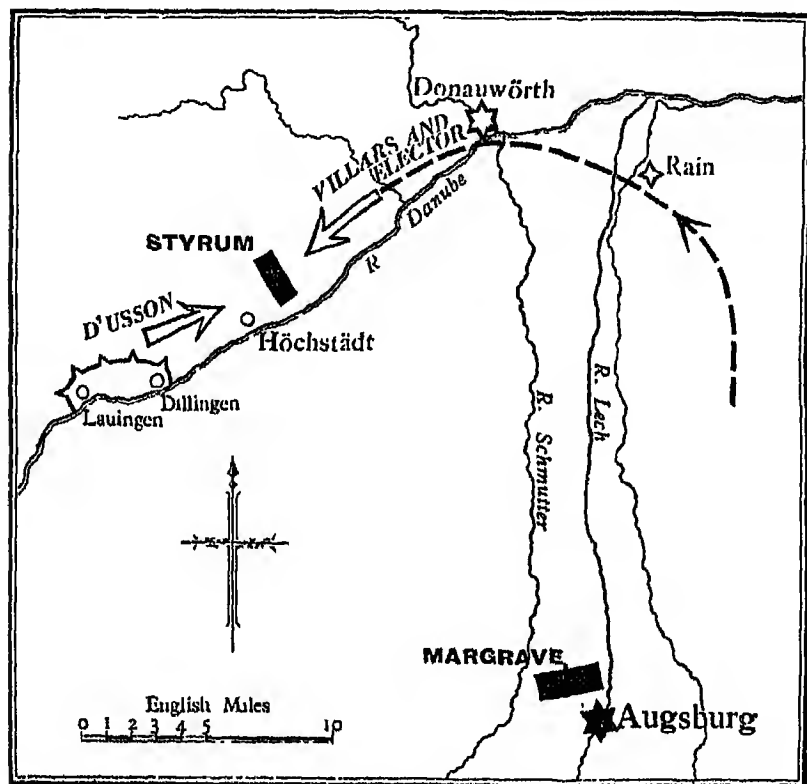 Donauwörth
VILLARS AND
ELECTOR
Rain
R Danube
STYRUM
D'USSON
Höchstädt
Lauingen
Dillingen
R. Schmutter
R. Lech
MARGRAVE
Augsburg
English Miles
0 1 2 3 4 5 10